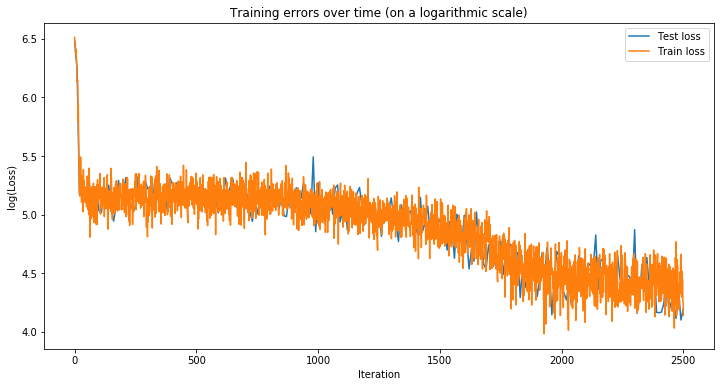 Training errors over time (on a logarithmic scale)
Test loss
Train loss
log(Loss)
6.5
6.0
5.5
5.0
4.5
4.0
0
500
1000
1500
2000
2500
Iteration